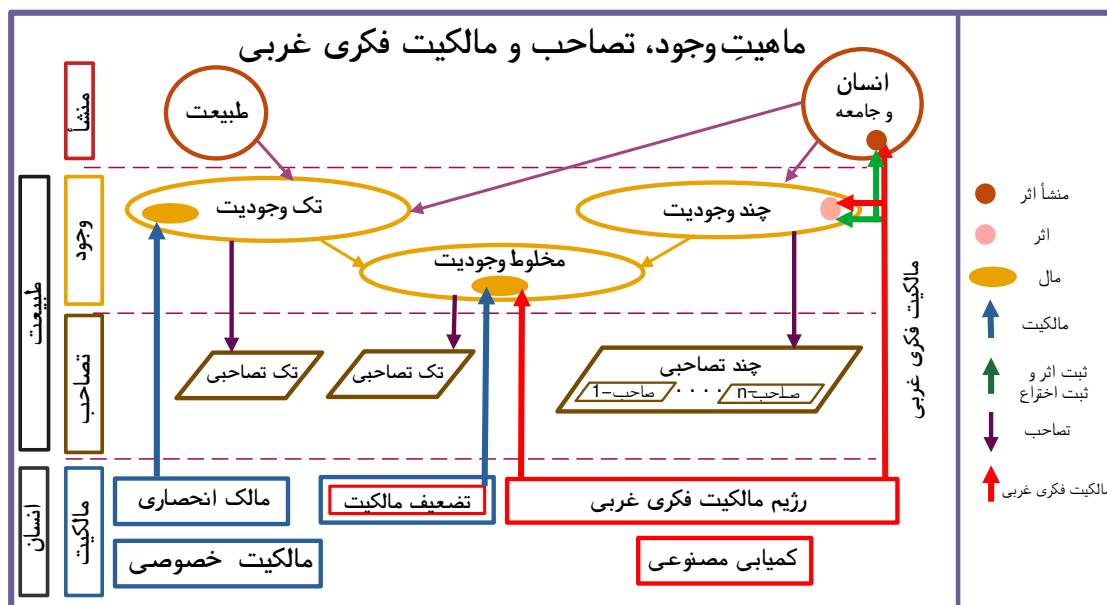 ماهیتِ وجود، تصاحب و مالکیت فکری غربی
منشأ
طبیعت
انسان
و جامعه
طبیعت
وجود
تک وجودیت
چند وجودیت
مخلوط وجودیت
تصاحب
تک تصاحبی
تک تصاحبی
چند تصاحبی
صاحب-1
. . . .
صاحب-n
مالکیت فکری غربی
انسان
مالکیت
مالک انحصاری
تضعیف مالکیت
رژیم مالکیت فکری غربی
مالکیت خصوصی
کمیابی مصنوعی
منشأ اثر
اثر
مال
مالکیت
ثبت اثر و
ثبت اختراع
تصاحب
مالکیت فکری غربی